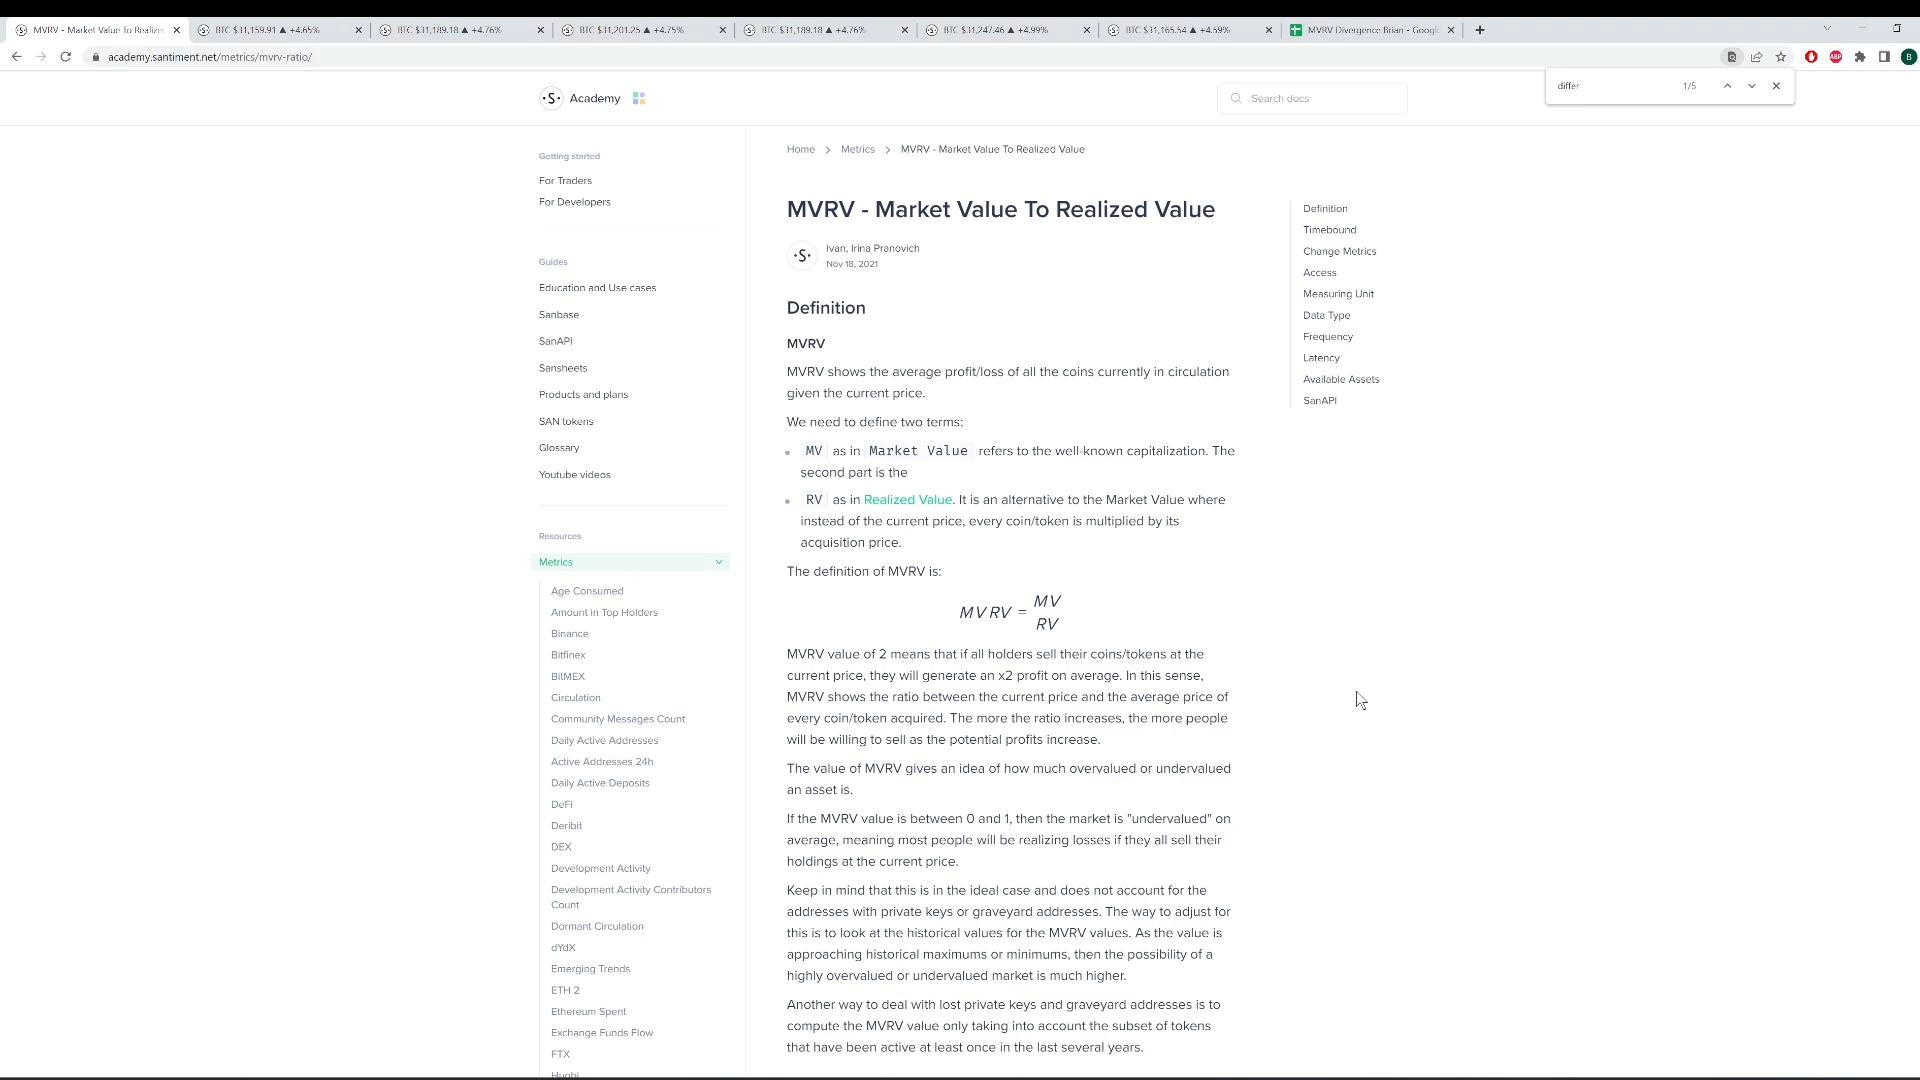 MVRV - Market Value To Realize
BTC $31,159.91 ▲ +4.65%
BTC $31,189.18 ▲ +4.76%
BTC $31,201.25 ▲ +4.75%
BTC $31,189.18 ▲ +4.76%
BTC $31,247.46 ▲ +4.99%
BTC $31,165.54 ▲ +4.59%
MVRV Divergence Brian - Google
academy.santiment.net/metrics/mvrv-ratio/
ABP
B
differ
1/5
·S· Academy
Search docs
Getting started
For Traders
For Developers
Guides
Education and Use cases
Sanbase
SanAPI
Sansheets
Products and plans
SAN tokens
Glossary
Youtube videos
Resources
Metrics
Age Consumed
Amount in Top Holders
Binance
Bitfinex
BitMEX
Circulation
Community Messages Count
Daily Active Addresses
Active Addresses 24h
Daily Active Deposits
DeFi
Deribit
DEX
Development Activity
Development Activity Contributors
Count
Dormant Circulation
dYdX
Emerging Trends
ETH 2
Ethereum Spent
Exchange Funds Flow
FTX
Huobi
Home > Metrics > MVRV - Market Value To Realized Value
MVRV - Market Value To Realized Value
·S·
Ivan, Irina Pranovich
Nov 18, 2021
Definition
MVRV
MVRV shows the average profit/loss of all the coins currently in circulation
given the current price.
We need to define two terms:
• MV as in Market Value refers to the well-known capitalization. The
second part is the
• RV as in Realized Value. It is an alternative to the Market Value where
instead of the current price, every coin/token is multiplied by its
acquisition price.
The definition of MVRV is:
MVRV = MV
RV
MVRV value of 2 means that if all holders sell their coins/tokens at the
current price, they will generate an x2 profit on average. In this sense,
MVRV shows the ratio between the current price and the average price of
every coin/token acquired. The more the ratio increases, the more people
will be willing to sell as the potential profits increase.
The value of MVRV gives an idea of how much overvalued or undervalued
an asset is.
If the MVRV value is between 0 and 1, then the market is "undervalued" on
average, meaning most people will be realizing losses if they all sell their
holdings at the current price.
Keep in mind that this is in the ideal case and does not account for the
addresses with private keys or graveyard addresses. The way to adjust for
this is to look at the historical values for the MVRV values. As the value is
approaching historical maximums or minimums, then the possibility of a
highly overvalued or undervalued market is much higher.
Another way to deal with lost private keys and graveyard addresses is to
compute the MVRV value only taking into account the subset of tokens
that have been active at least once in the last several years.
Definition
Timebound
Change Metrics
Access
Measuring Unit
Data Type
Frequency
Latency
Available Assets
SanAPI